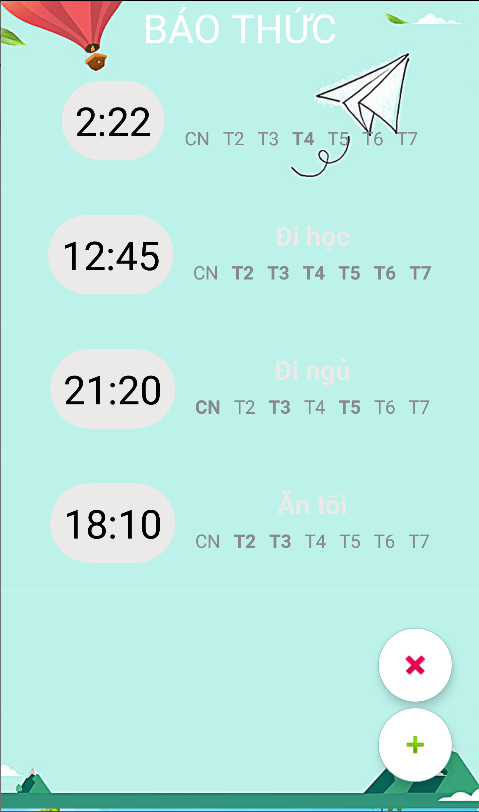 BÁO THỨC
2:22
CN T2 T3 T4 T5 T6 T7
Đi học
12:45
CN T2 T3 T4 T5 T6 T7
Đi ngủ
21:20
CN T2 T3 T4 T5 T6 T7
Ăn tối
18:10
CN T2 T3 T4 T5 T6 T7